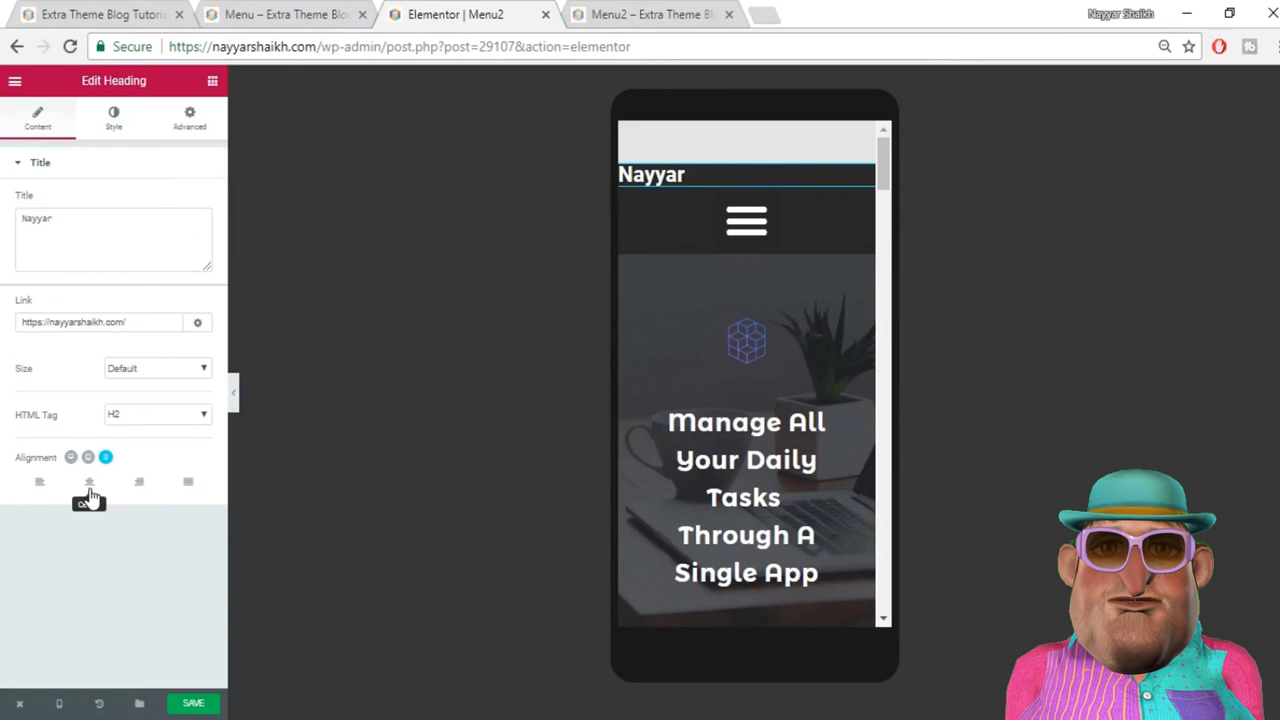 Extra Theme Blog Tutoria
Menu – Extra Theme Blo
Elementor | Menu2
Menu2 – Extra Theme Bl
Nayyar Shaikh
Secure
https://nayyarshaikh.com/wp-admin/post.php?post=29107&action=elementor
Edit Heading
Content
Style
Advanced
Title
Title
Nayyar
Link
https://nayyarshaikh.com/
Size
Default
HTML Tag
H2
Alignment
SAVE
Nayyar
Manage All
Your Daily
Tasks
Through A
Single App